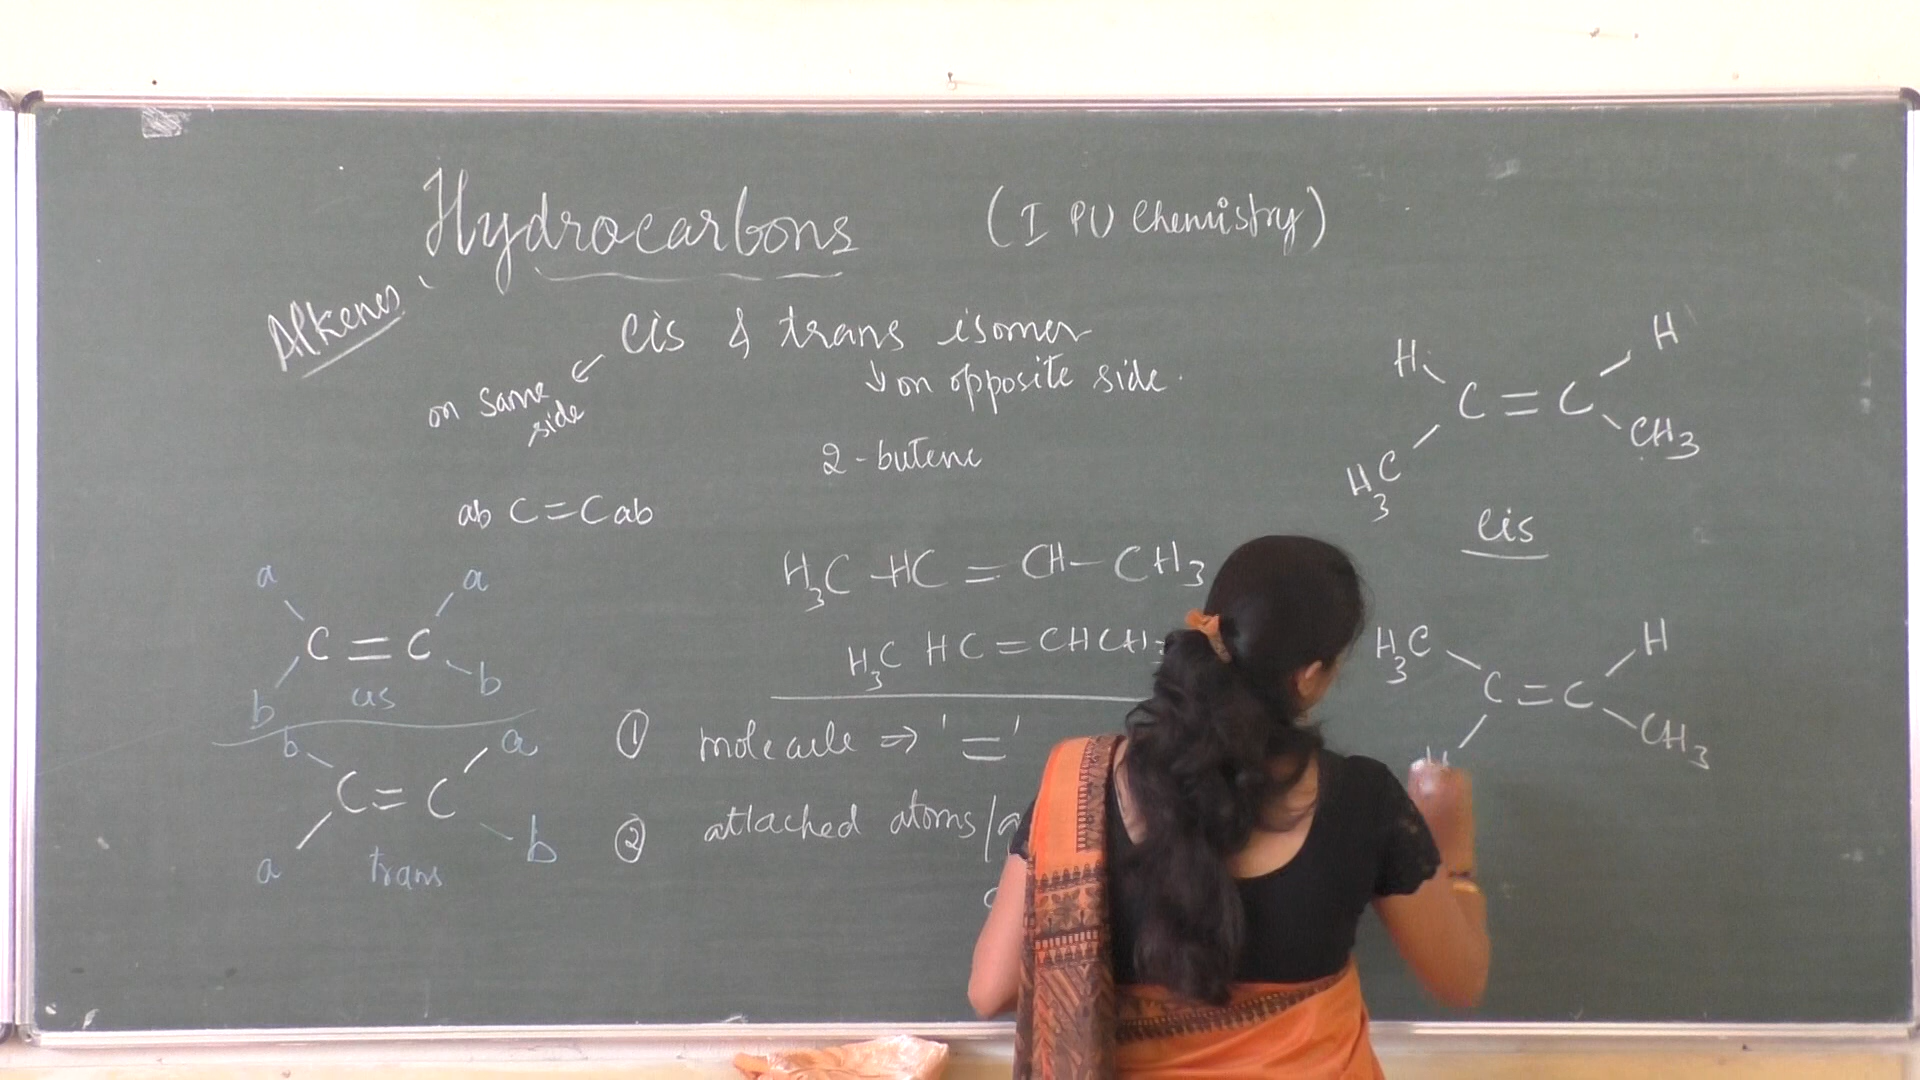 Hydrocarbons (I PU Chemistry)
Alkenes
cis & trans isomer
on same side
on opposite side.
2-butene
ab C=Cab
a a
C=C
b b
cis
b a
C=C
a b
trans
H3C-HC=CH-CH3
H3C HC=CHCH
① molecule ⇒ '='
② attached atoms/
H H
C=C
H3C CH3
cis
H3C H
C=C
H CH3